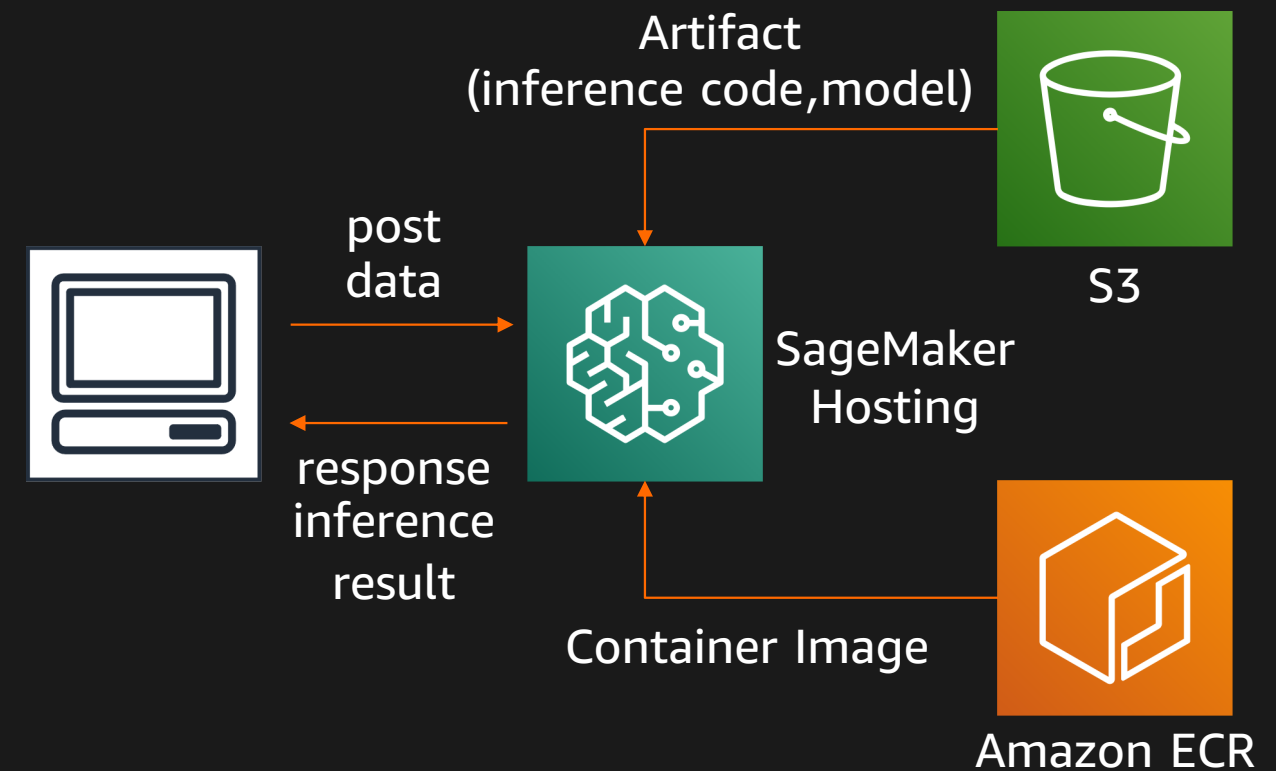 Artifact
(inference code,model)
S3
post
data
SageMaker
Hosting
response
inference
result
Container Image
Amazon ECR